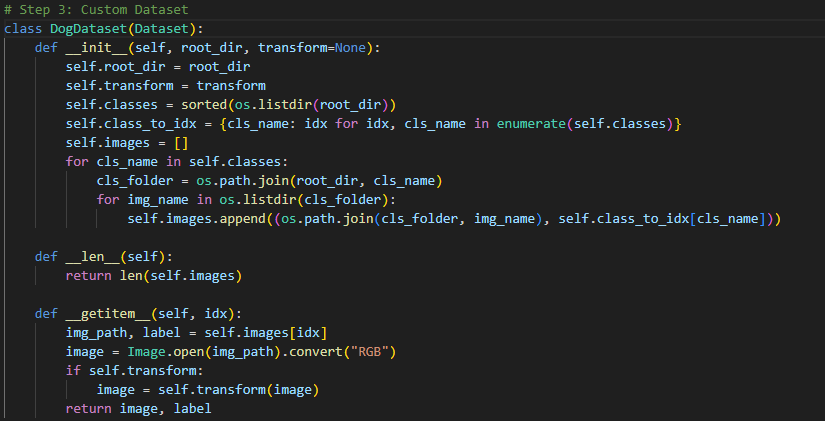 # Step 3: Custom Dataset
class DogDataset(Dataset):
    def __init__(self, root_dir, transform=None):
        self.root_dir = root_dir
        self.transform = transform
        self.classes = sorted(os.listdir(root_dir))
        self.class_to_idx = {cls_name: idx for idx, cls_name in enumerate(self.classes)}
        self.images = []
        for cls_name in self.classes:
            cls_folder = os.path.join(root_dir, cls_name)
            for img_name in os.listdir(cls_folder):
                self.images.append((os.path.join(cls_folder, img_name), self.class_to_idx[cls_name]))

    def __len__(self):
        return len(self.images)

    def __getitem__(self, idx):
        img_path, label = self.images[idx]
        image = Image.open(img_path).convert("RGB")
        if self.transform:
            image = self.transform(image)
        return image, label